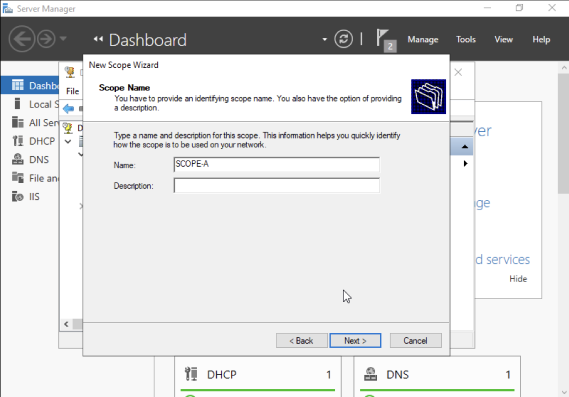 Server Manager
Dashboard
2
Manage
Tools
View
Help
New Scope Wizard
Scope Name
You have to provide an identifying scope name. You also have the option of providing
a description.
Type a name and description for this scope. This information helps you quickly identify
how the scope is to be used on your network.
Name:
SCOPE-A
Description:
< Back
Next >
Cancel
File
Dashb
Local S
All Ser
DHCP
DNS
File an
IIS
D
ver
ge
d services
Hide
DHCP
1
DNS
1